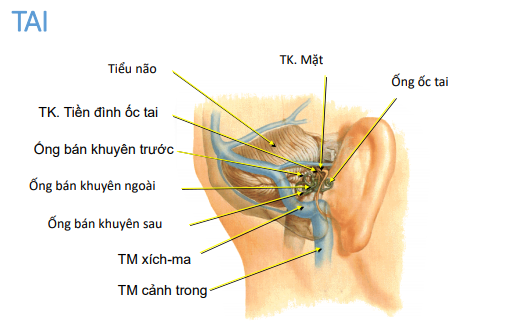 TAI
TK. Mặt
Tiểu não
Ống ốc tai
TK. Tiền đình ốc tai
Ống bán khuyên trước
Ống bán khuyên ngoài
Ống bán khuyên sau
TM xích-ma
TM cảnh trong